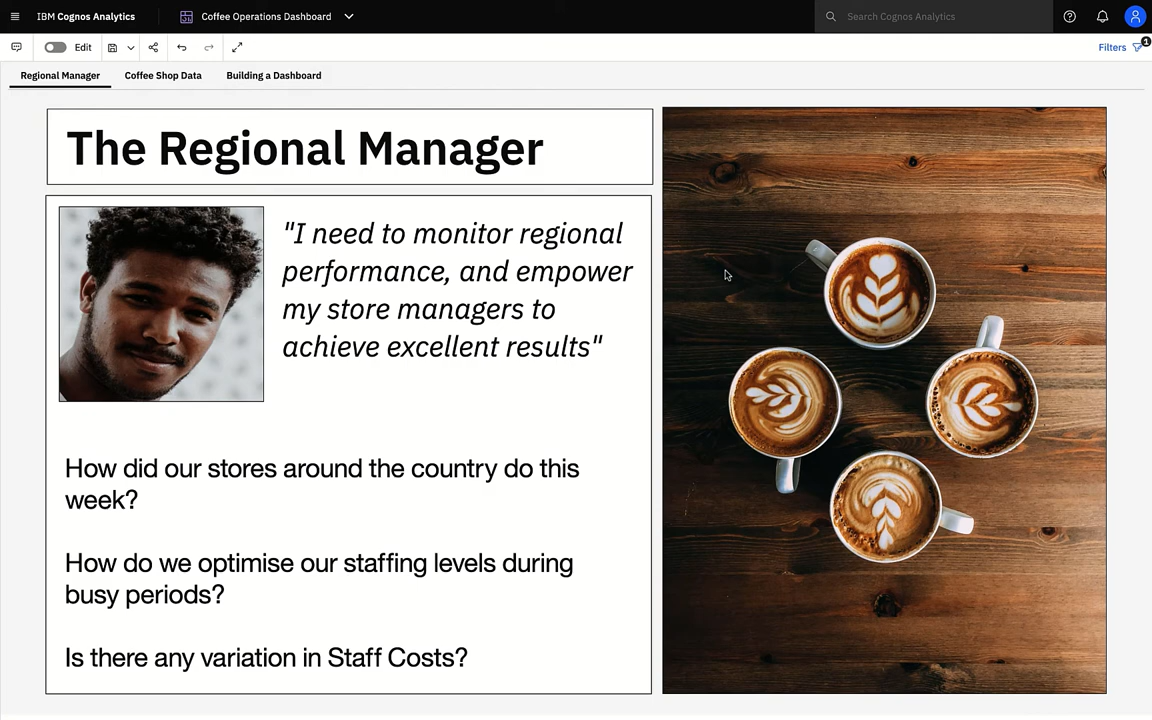 IBM Cognos Analytics
Coffee Operations Dashboard
Search Cognos Analytics
Edit
Filters
1
Regional Manager
Coffee Shop Data
Building a Dashboard
The Regional Manager
"I need to monitor regional
performance, and empower
my store managers to
achieve excellent results"
How did our stores around the country do this
week?
How do we optimise our staffing levels during
busy periods?
Is there any variation in Staff Costs?